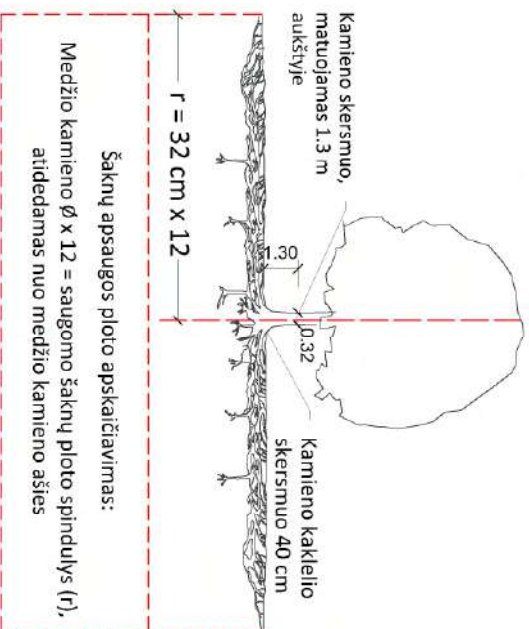 Kamieno skersmuo,
matuojamas 1.3 m
aukštyje
1.30
0.32
Kamieno kaklelio
skersmuo 40 cm
r = 32 cm x 12
Šaknų apsaugos ploto apskaičiavimas:
Medžio kamieno Ø x 12 = saugomo šaknų ploto spindulys (r),
atidedamas nuo medžio kamieno ašies